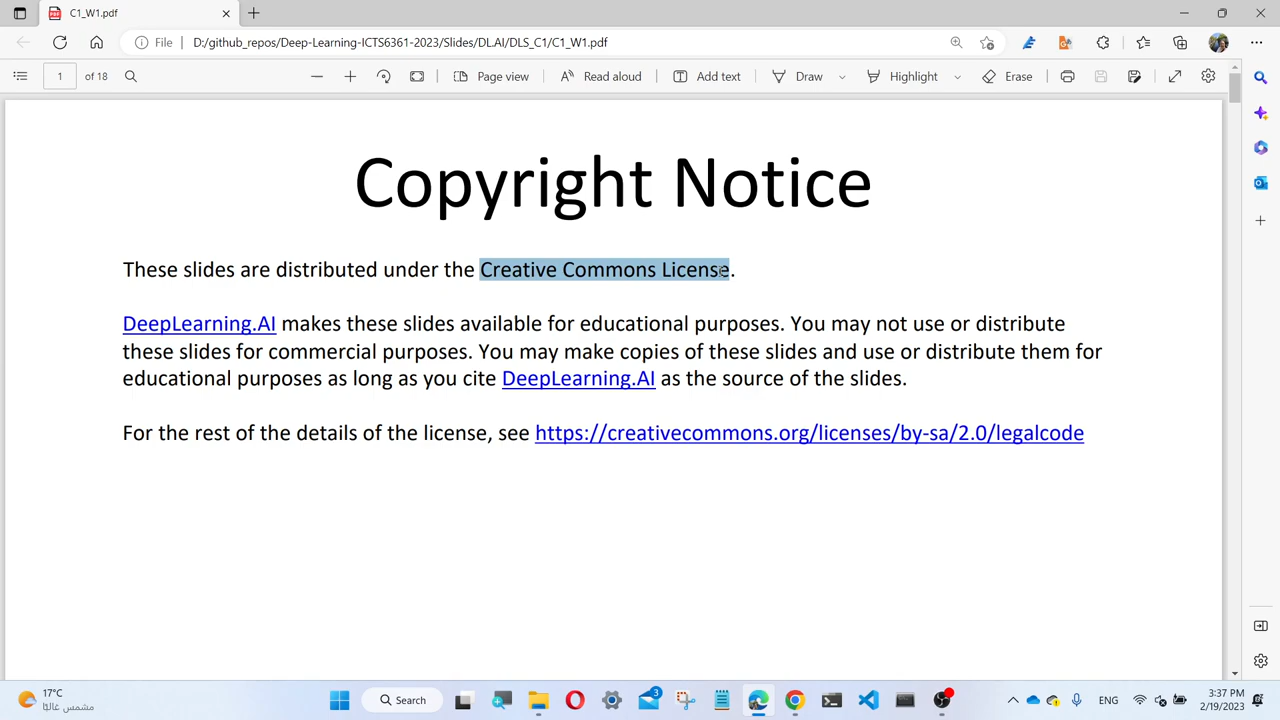 C1_W1.pdf
File D:/github_repos/Deep-Learning-ICTS6361-2023/Slides/DL.AI/DLS_C1/C1_W1.pdf
1 of 18 Page view Read aloud Add text Draw Highlight Erase
Copyright Notice
These slides are distributed under the Creative Commons License.
DeepLearning.AI makes these slides available for educational purposes. You may not use or distribute
these slides for commercial purposes. You may make copies of these slides and use or distribute them for
educational purposes as long as you cite DeepLearning.AI as the source of the slides.
For the rest of the details of the license, see https://creativecommons.org/licenses/by-sa/2.0/legalcode
17°C
مشمس غالبًا
Search
3
ENG
3:37 PM
2/19/2023